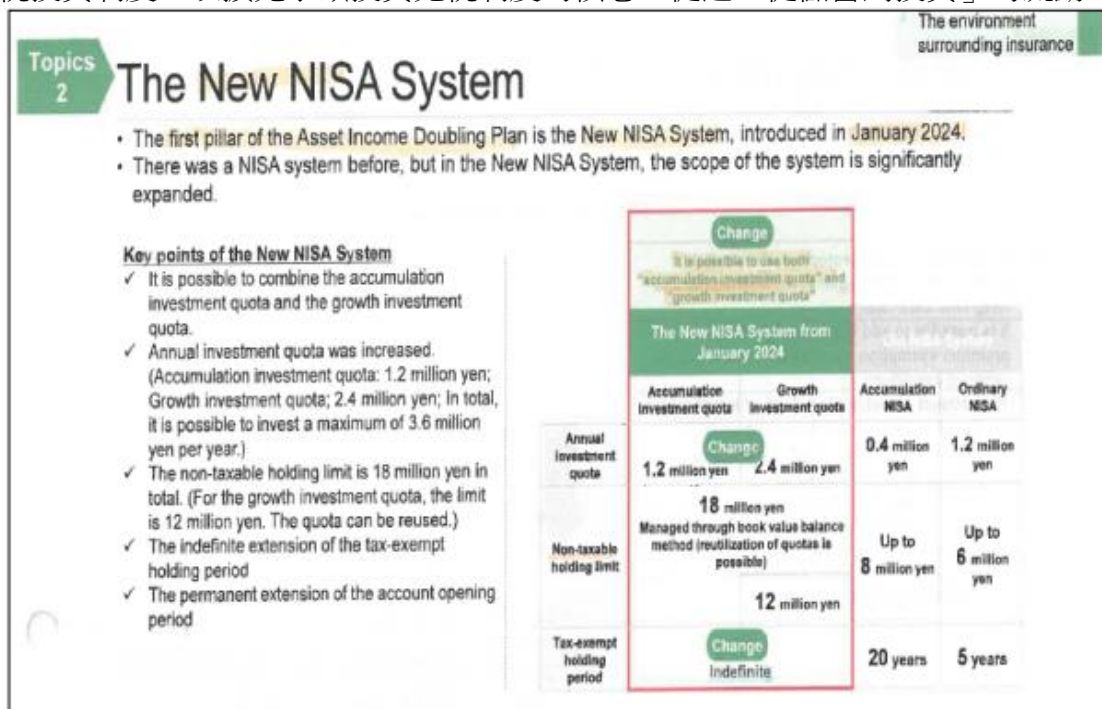 The environment
surrounding insurance
Topics
2
The New NISA System
• The first pillar of the Asset Income Doubling Plan is the New NISA System, introduced in January 2024.
• There was a NISA system before, but in the New NISA System, the scope of the system is significantly
expanded.
Key points of the New NISA System
✓ It is possible to combine the accumulation
investment quota and the growth investment
quota.
✓ Annual investment quota was increased.
(Accumulation investment quota: 1.2 million yen;
Growth investment quota; 2.4 million yen; In total,
it is possible to invest a maximum of 3.6 million
yen per year.)
✓ The non-taxable holding limit is 18 million yen in
total. (For the growth investment quota, the limit
is 12 million yen. The quota can be reused.)
✓ The indefinite extension of the tax-exempt
holding period
✓ The permanent extension of the account opening
period
Change
It is possible to use both
"accumulation investment quota" and
"growth investment quota"
The New NISA System from
January 2024
Accumulation
investment quota
Growth
investment quota
Accumulation
NISA
Ordinary
NISA
Annual
investment
quota
Change
1.2 million yen
2.4 million yen
0.4 million
yen
1.2 million
yen
Non-taxable
holding limit
18 million yen
Managed through book value balance
method (reutilization of quotas is
possible)
12 million yen
Up to
8 million yen
Up to
6 million
yen
Tax-exempt
holding
period
Change
Indefinite
20 years
5 years